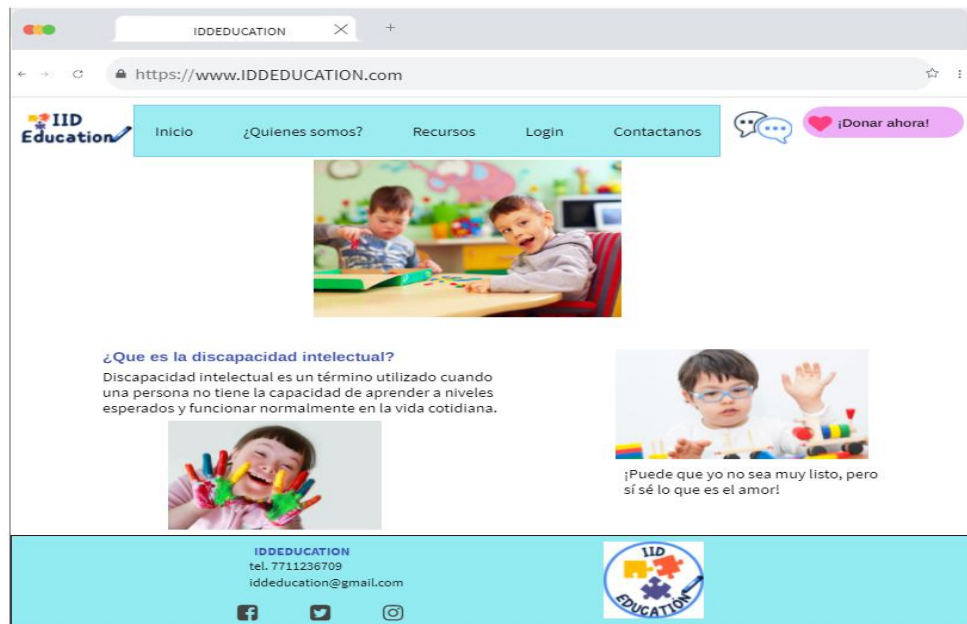 IDDEDUCATION
https://www.IDDEDUCATION.com
IID
Education
Inicio ¿Quienes somos? Recursos Login Contactanos
¡Donar ahora!
¿Que es la discapacidad intelectual?
Discapacidad intelectual es un término utilizado cuando
una persona no tiene la capacidad de aprender a niveles
esperados y funcionar normalmente en la vida cotidiana.
¡Puede que yo no sea muy listo, pero
sí sé lo que es el amor!
IDDEDUCATION
tel. 7711236709
iddeducation@gmail.com
IID
EDUCATIÓN